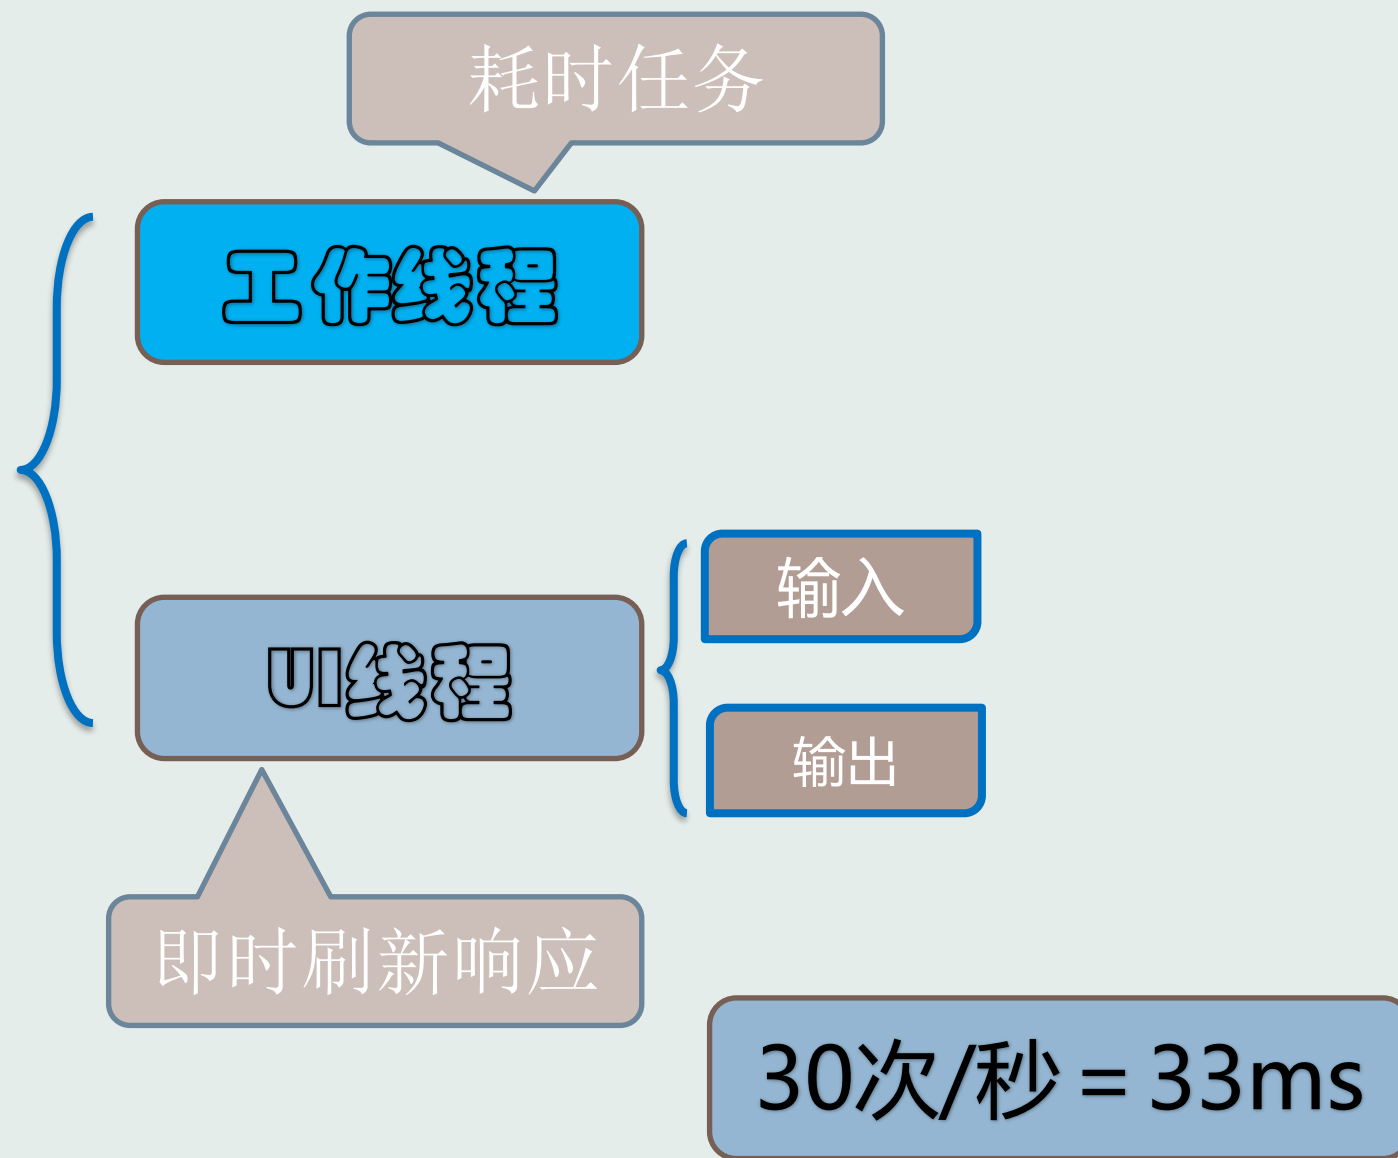 耗时任务
工作线程
UI线程
输入
输出
即时刷新响应
30次/秒 = 33ms